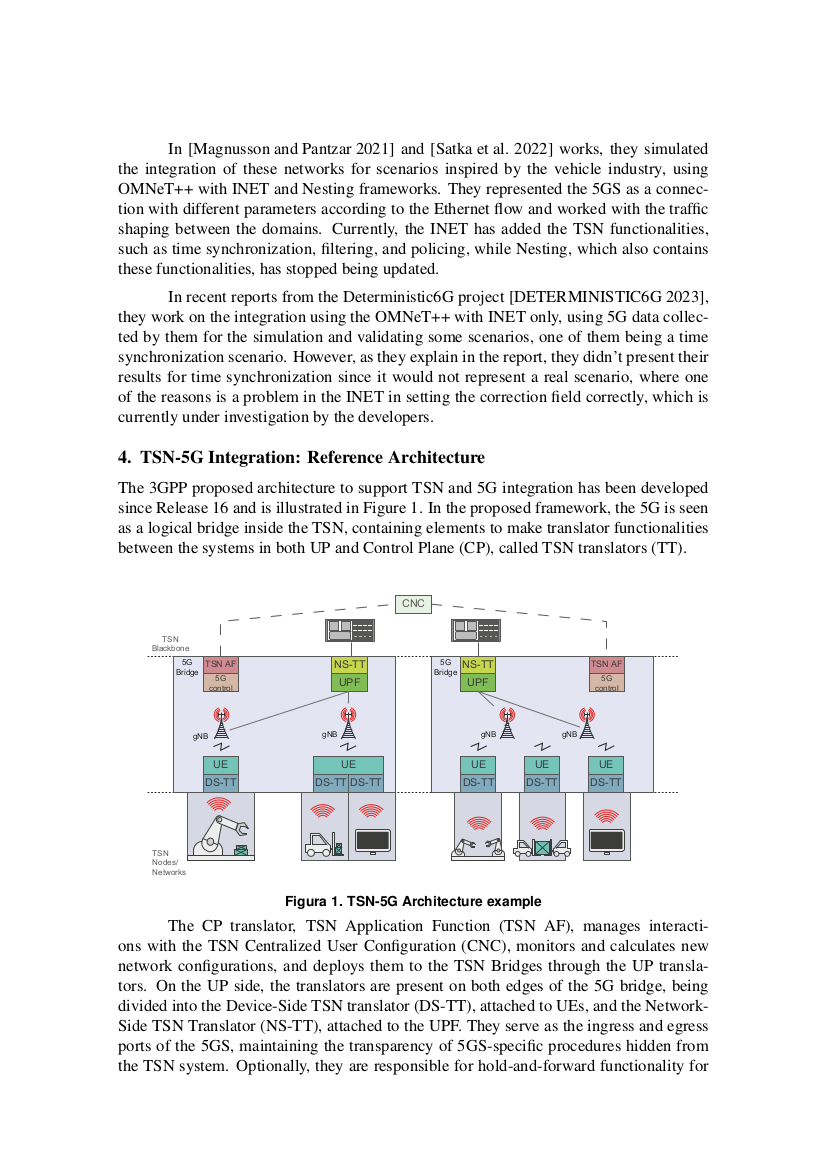 In [Magnusson and Pantzar 2021] and [Satka et al. 2022] works, they simulated
the integration of these networks for scenarios inspired by the vehicle industry, using
OMNeT++ with INET and Nesting frameworks. They represented the 5GS as a connec-
tion with different parameters according to the Ethernet flow and worked with the traffic
shaping between the domains. Currently, the INET has added the TSN functionalities,
such as time synchronization, filtering, and policing, while Nesting, which also contains
these functionalities, has stopped being updated.
In recent reports from the Deterministic6G project [DETERMINISTIC6G 2023],
they work on the integration using the OMNeT++ with INET only, using 5G data collec-
ted by them for the simulation and validating some scenarios, one of them being a time
synchronization scenario. However, as they explain in the report, they didn't present their
results for time synchronization since it would not represent a real scenario, where one
of the reasons is a problem in the INET in setting the correction field correctly, which is
currently under investigation by the developers.
4. TSN-5G Integration: Reference Architecture
The 3GPP proposed architecture to support TSN and 5G integration has been developed
since Release 16 and is illustrated in Figure 1. In the proposed framework, the 5G is seen
as a logical bridge inside the TSN, containing elements to make translator functionalities
between the systems in both UP and Control Plane (CP), called TSN translators (TT).
CNC
TSN
Backbone
5G
Bridge
TSN AF
5G
control
NS-TT
UPF
5G
Bridge
NS-TT
UPF
TSN AF
5G
control
gNB
gNB
gNB
gNB
UE
UE
UE
UE
UE
DS-TT
DS-TT
DS-TT
DS-TT
DS-TT
DS-TT
TSN
Nodes/
Networks
Figura 1. TSN-5G Architecture example
The CP translator, TSN Application Function (TSN AF), manages interacti-
ons with the TSN Centralized User Configuration (CNC), monitors and calculates new
network configurations, and deploys them to the TSN Bridges through the UP transla-
tors. On the UP side, the translators are present on both edges of the 5G bridge, being
divided into the Device-Side TSN translator (DS-TT), attached to UEs, and the Network-
Side TSN Translator (NS-TT), attached to the UPF. They serve as the ingress and egress
ports of the 5GS, maintaining the transparency of 5GS-specific procedures hidden from
the TSN system. Optionally, they are responsible for hold-and-forward functionality for